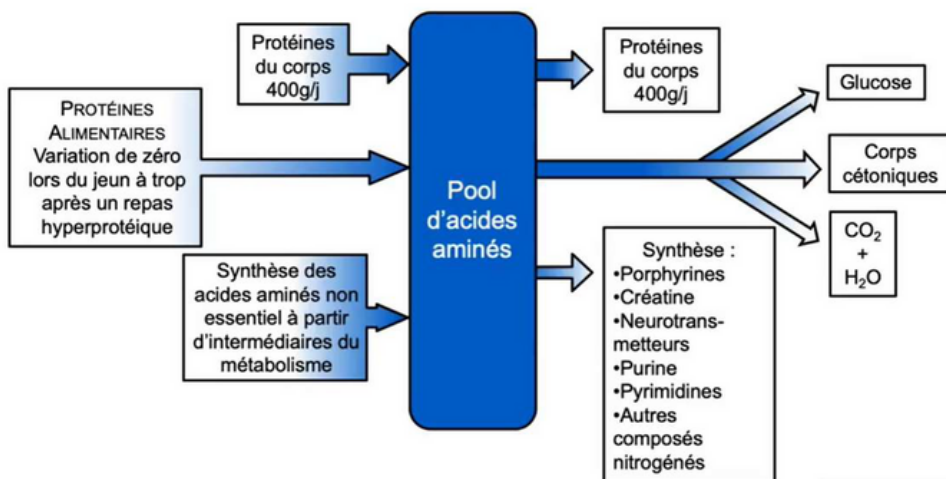 Protéines
du corps
400g/j
PROTÉINES
ALIMENTAIRES
Variation de zéro
lors du jeun à trop
après un repas
hyperprotéique
Synthèse des
acides aminés non
essentiel à partir
d'intermédiaires du
métabolisme
Pool
d'acides
aminés
Protéines
du corps
400g/j
Glucose
Corps
cétoniques
CO₂
+
H₂O
Synthèse :
•Porphyrines
•Créatine
•Neurotrans-
metteurs
•Purine
•Pyrimidines
•Autres
composés
nitrogénés